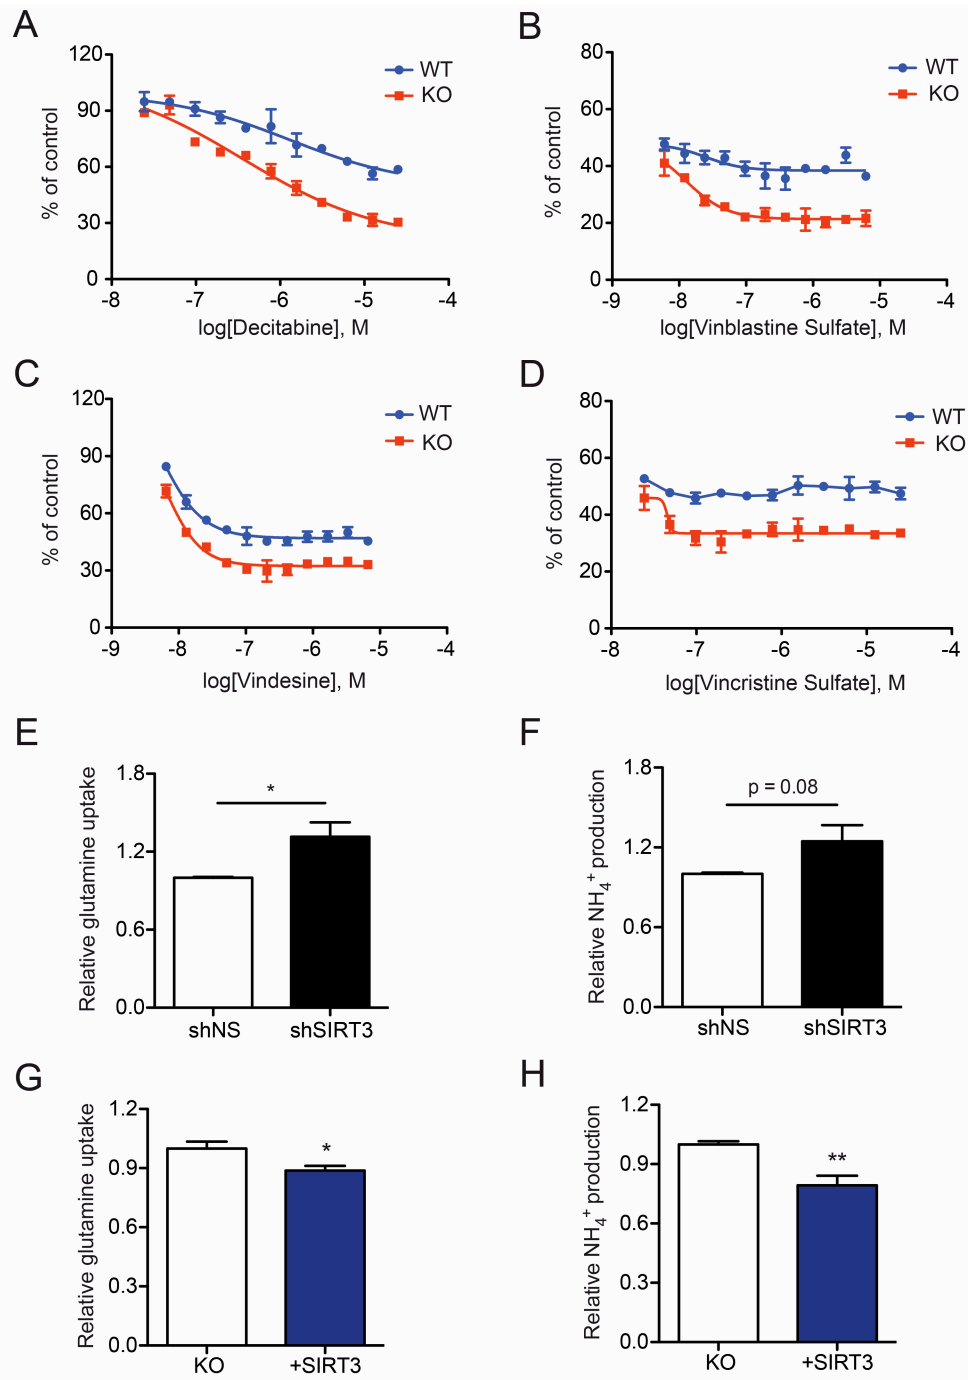 A
120
90
60
30
0
% of control
-8
-7
-6
-5
-4
log[Decitabine], M
WT
KO
B
80
60
40
20
0
% of control
-9
-8
-7
-6
-5
-4
log[Vinblastine Sulfate], M
WT
KO
C
120
90
60
30
0
% of control
-9
-8
-7
-6
-5
-4
log[Vindesine], M
WT
KO
D
80
60
40
20
0
% of control
-8
-7
-6
-5
-4
log[Vincristine Sulfate], M
WT
KO
E
1.8
1.2
0.6
0.0
Relative glutamine uptake
*
shNS
shSIRT3
F
1.8
1.2
0.6
0.0
Relative NH₄⁺ production
p = 0.08
shNS
shSIRT3
G
1.2
0.9
0.6
0.3
0.0
Relative glutamine uptake
*
KO
+SIRT3
H
1.2
0.9
0.6
0.3
0.0
Relative NH₄⁺ production
**
KO
+SIRT3